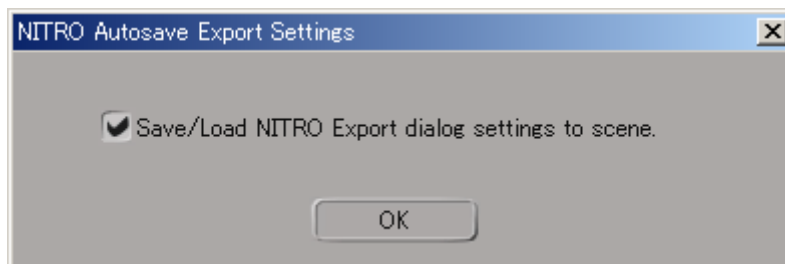 NITRO Autosave Export Settings
Save/Load NITRO Export dialog settings to scene.
OK